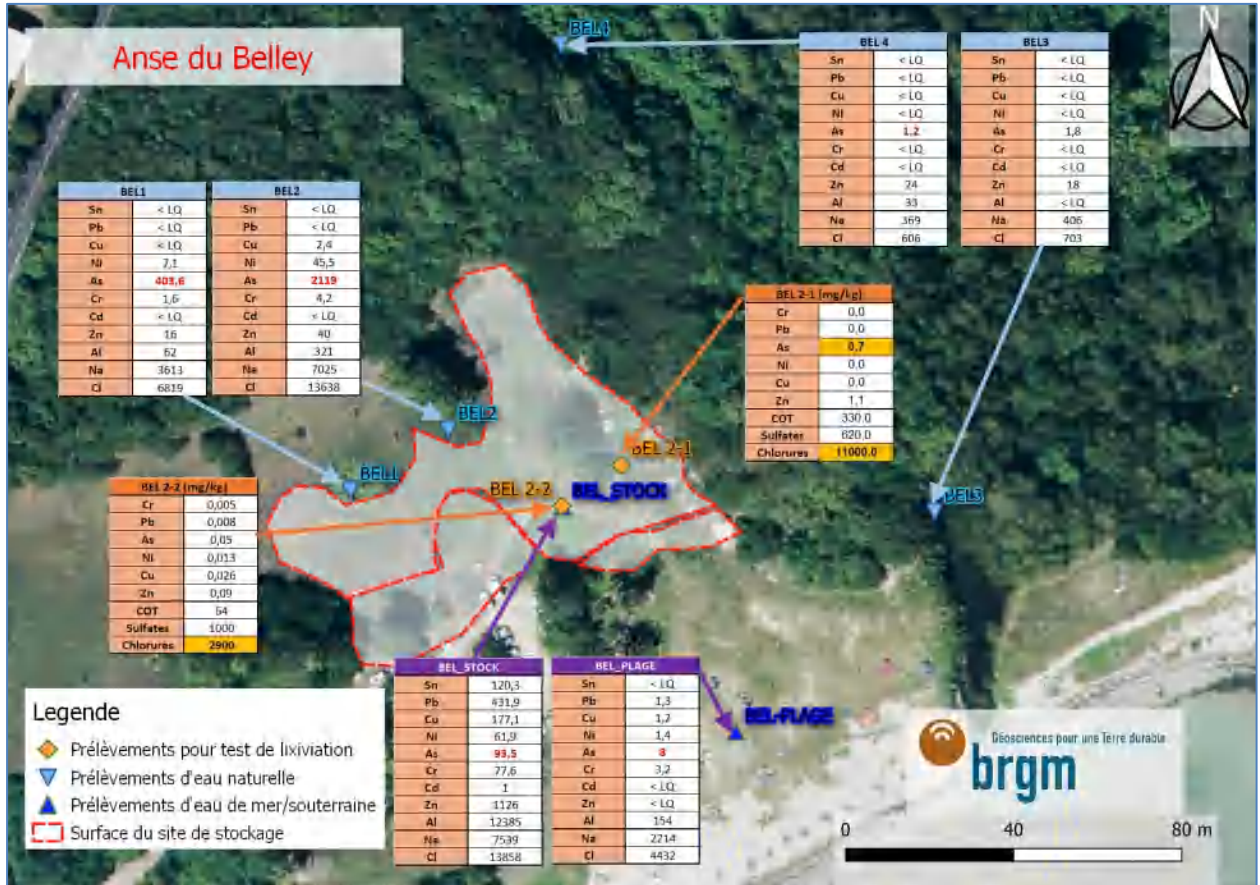 Anse du Belley
N
BEL4
BEL 4
Sn < LQ
Pb < LQ
Cu < LQ
Ni < LQ
As 1,2
Cr < LQ
Cd < LQ
Zn 24
Al 33
Na 369
Cl 606
BEL3
Sn < LQ
Pb < LQ
Cu < LQ
Ni < LQ
As 1,8
Cr < LQ
Cd < LQ
Zn 18
Al < LQ
Na 406
Cl 703
BEL1
Sn < LQ
Pb < LQ
Cu < LQ
Ni 7,1
As 403,6
Cr 1,6
Cd < LQ
Zn 16
Al 62
Na 3613
Cl 6819
BEL2
Sn < LQ
Pb < LQ
Cu 2,4
Ni 45,5
As 2119
Cr 4,2
Cd < LQ
Zn 40
Al 321
Na 7025
Cl 13638
BEL 2-1 (mg/kg)
Cr 0,0
Pb 0,0
As 0,7
Ni 0,0
Cu 0,0
Zn 1,1
COT 330,0
Sulfates 620,0
Chlorures 11000,0
BEL2
BEL 2-1
BEL1
BEL 2-2
BEL_STOCK
BEL3
BEL 2-2 (mg/kg)
Cr 0,005
Pb 0,008
As 0,05
Ni 0,013
Cu 0,026
Zn 0,09
COT 54
Sulfates 1000
Chlorures 2900
BEL_STOCK
Sn 120,3
Pb 431,9
Cu 177,1
Ni 61,9
As 93,5
Cr 77,6
Cd 1
Zn 1126
Al 12385
Na 7539
Cl 13858
BEL_PLAGE
Sn < LQ
Pb 1,3
Cu 1,2
Ni 1,4
As 8
Cr 3,2
Cd < LQ
Zn < LQ
Al 154
Na 2214
Cl 4432
BEL-PLAGE
Legende
Prélèvements pour test de lixiviation
Prélèvements d'eau naturelle
Prélèvements d'eau de mer/souterraine
Surface du site de stockage
Géosciences pour une Terre durable
brgm
0 40 80 m